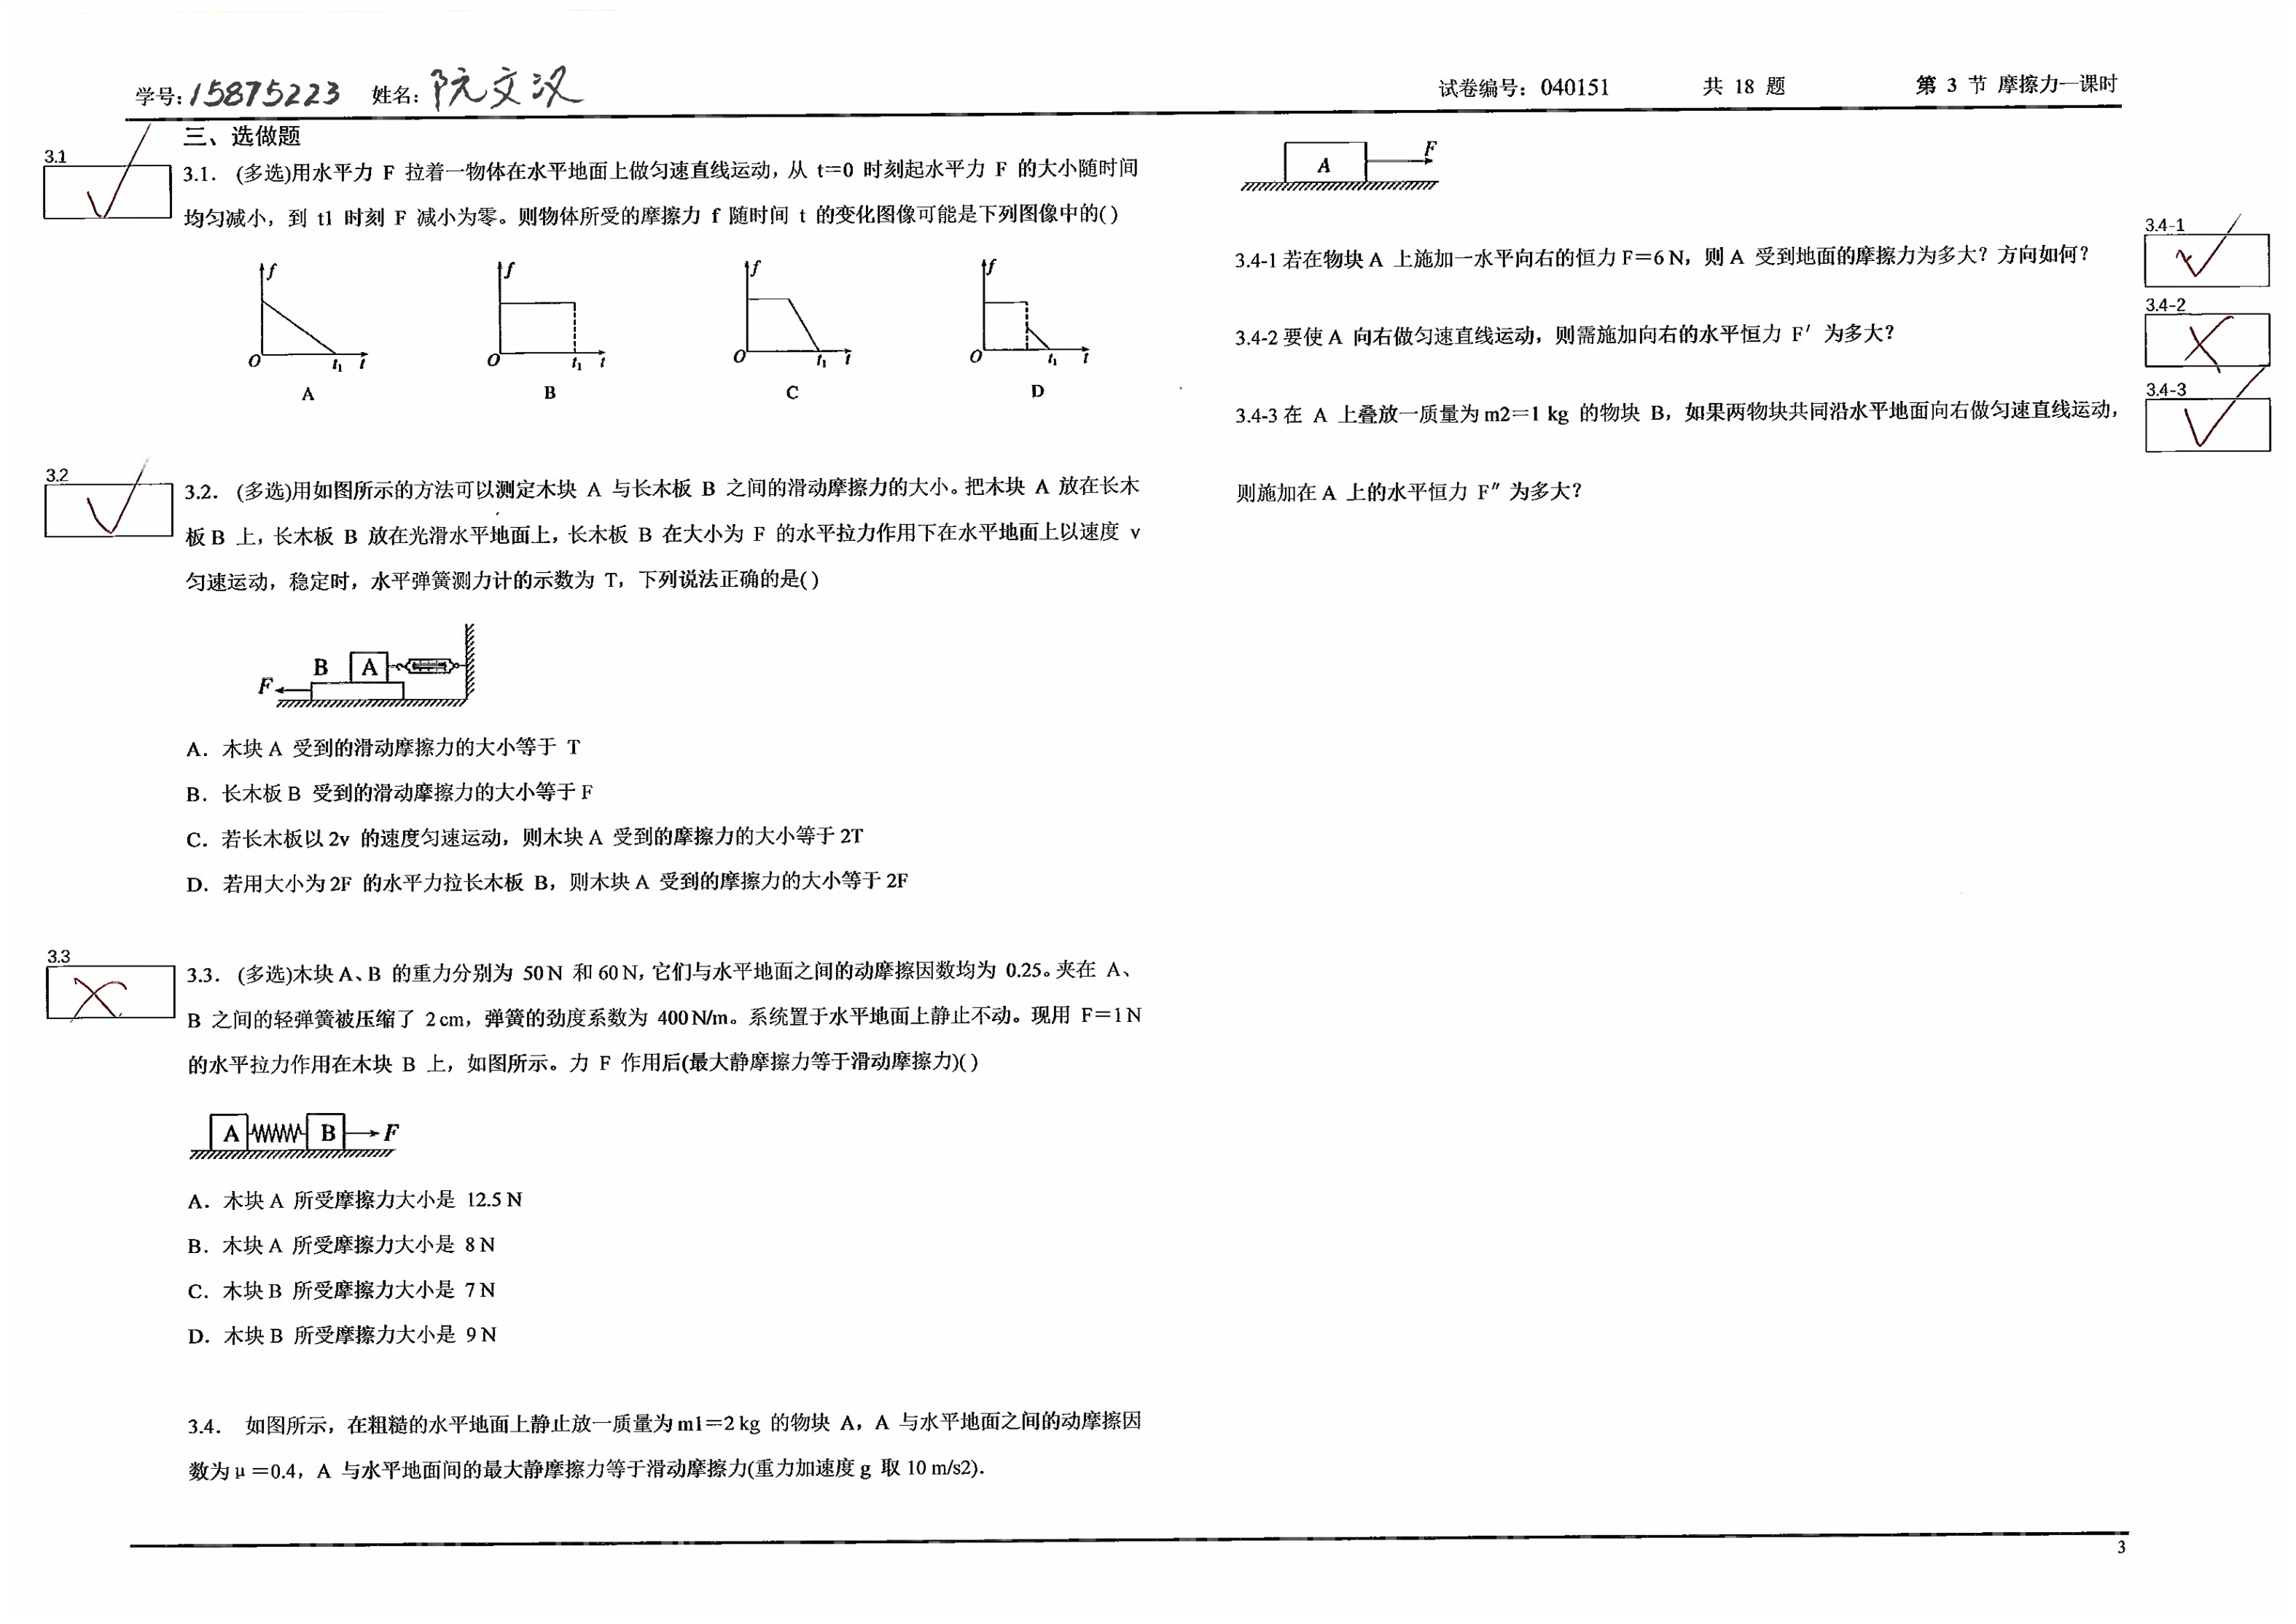 学号:15875223 姓名:阮文汉 试卷编号：040151 共 18 题 第 3 节 摩擦力一课时
三、选做题
3.1
3.1. (多选)用水平力 F 拉着一物体在水平地面上做匀速直线运动，从 t=0 时刻起水平力 F 的大小随时间
均匀减小，到 t1 时刻 F 减小为零。则物体所受的摩擦力 f 随时间 t 的变化图像可能是下列图像中的( )
f O t₁ t
A
f O t₁ t
B
f O t₁ t
C
f O t₁ t
D
3.2
3.2. (多选)用如图所示的方法可以测定木块 A 与长木板 B 之间的滑动摩擦力的大小。把木块 A 放在长木
板 B 上，长木板 B 放在光滑水平地面上，长木板 B 在大小为 F 的水平拉力作用下在水平地面上以速度 v
匀速运动，稳定时，水平弹簧测力计的示数为 T，下列说法正确的是( )
B A
F
A. 木块 A 受到的滑动摩擦力的大小等于 T
B. 长木板 B 受到的滑动摩擦力的大小等于 F
C. 若长木板以 2v 的速度匀速运动，则木块 A 受到的摩擦力的大小等于 2T
D. 若用大小为 2F 的水平力拉长木板 B，则木块 A 受到的摩擦力的大小等于 2F
3.3
3.3. (多选)木块 A、B 的重力分别为 50 N 和 60 N，它们与水平地面之间的动摩擦因数均为 0.25。夹在 A、
B 之间的轻弹簧被压缩了 2 cm，弹簧的劲度系数为 400 N/m。系统置于水平地面上静止不动。现用 F＝1 N
的水平拉力作用在木块 B 上，如图所示。力 F 作用后(最大静摩擦力等于滑动摩擦力)( )
A B F
A. 木块 A 所受摩擦力大小是 12.5 N
B. 木块 A 所受摩擦力大小是 8 N
C. 木块 B 所受摩擦力大小是 7 N
D. 木块 B 所受摩擦力大小是 9 N
3.4. 如图所示，在粗糙的水平地面上静止放一质量为 m1＝2 kg 的物块 A，A 与水平地面之间的动摩擦因
数为 μ＝0.4，A 与水平地面间的最大静摩擦力等于滑动摩擦力(重力加速度 g 取 10 m/s2).
A F
3.4-1
3.4-1 若在物块 A 上施加一水平向右的恒力 F＝6 N，则 A 受到地面的摩擦力为多大？方向如何？
3.4-2
3.4-2 要使 A 向右做匀速直线运动，则需施加向右的水平恒力 F′ 为多大？
3.4-3
3.4-3 在 A 上叠放一质量为 m2＝1 kg 的物块 B，如果两物块共同沿水平地面向右做匀速直线运动，
则施加在 A 上的水平恒力 F″ 为多大？
3